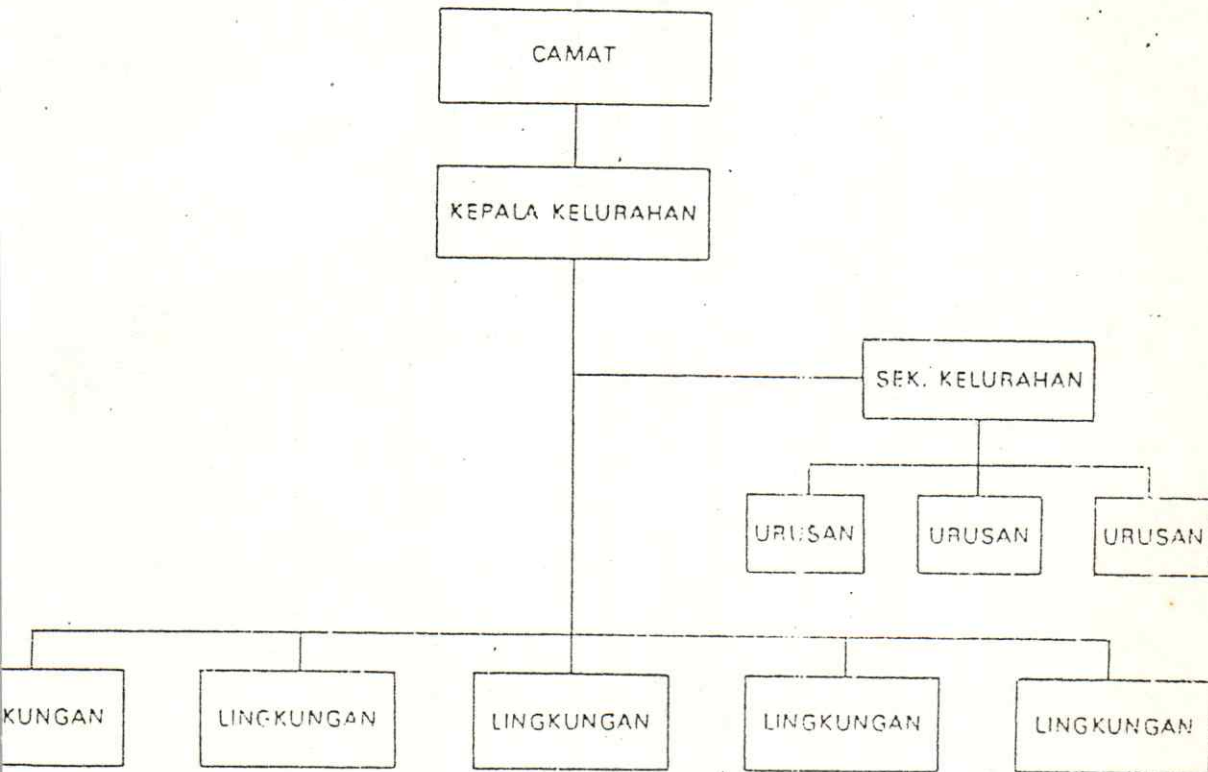 CAMAT
KEPALA KELURAHAN
SEK. KELURAHAN
URUSAN
URUSAN
URUSAN
KUNGAN
LINGKUNGAN
LINGKUNGAN
LINGKUNGAN
LINGKUNGAN